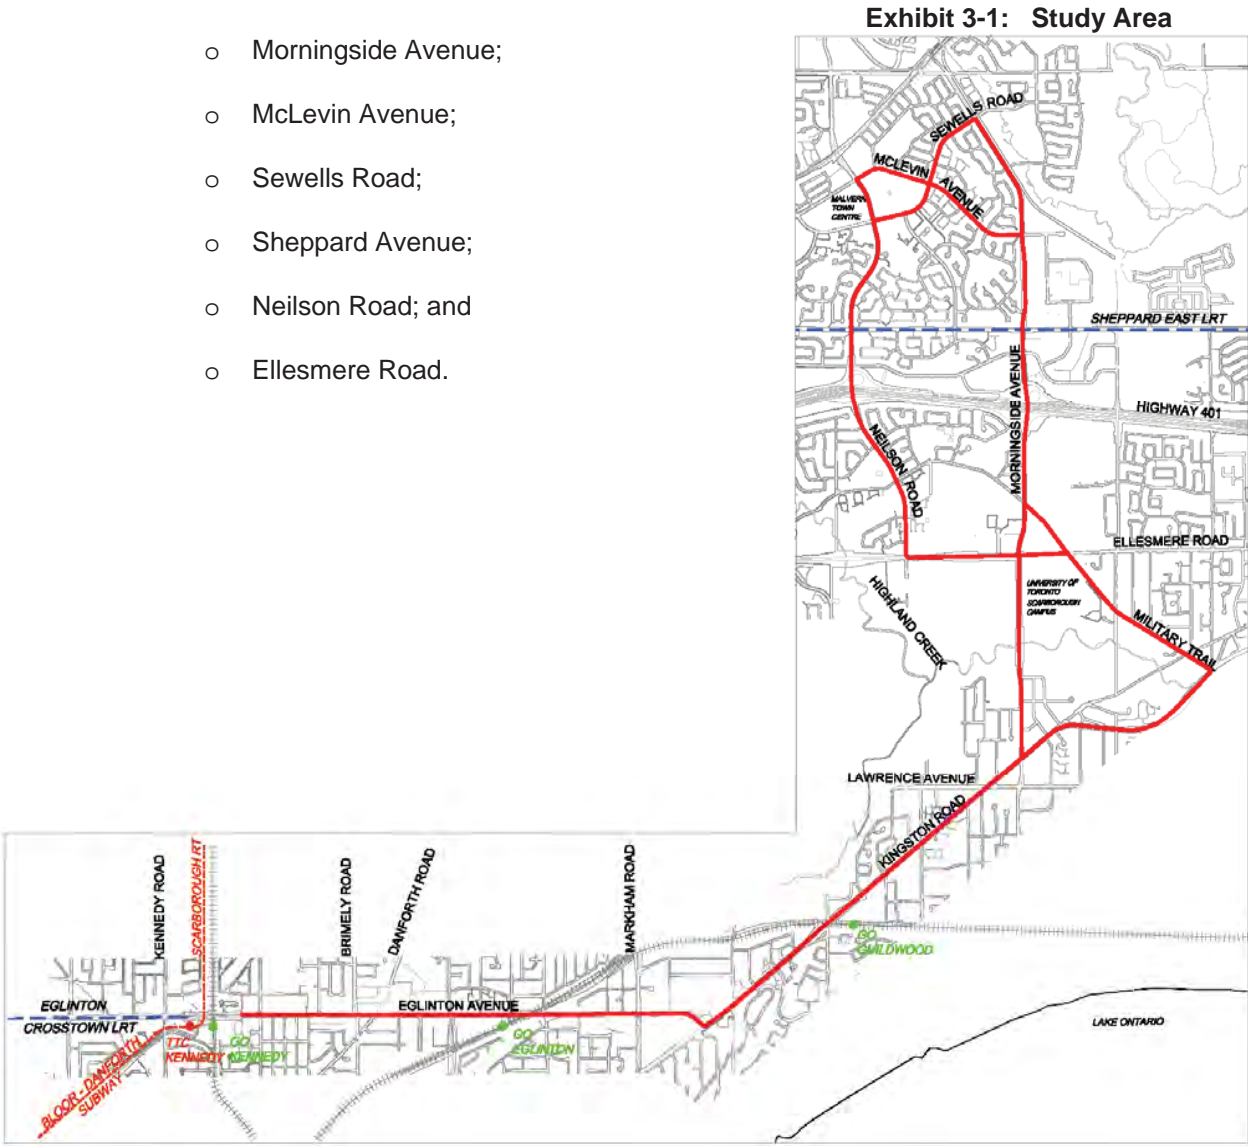 Exhibit 3-1: Study Area
o Morningside Avenue;
o McLevin Avenue;
o Sewells Road;
o Sheppard Avenue;
o Neilson Road; and
o Ellesmere Road.
SEWELLS ROAD
MCLEVIN AVENUE
MALVERN
TOWN
CENTRE
SHEPPARD EAST LRT
MORNINGSIDE AVENUE
HIGHWAY 401
NEILSON ROAD
ELLESMERE ROAD
UNIVERSITY OF
TORONTO
SCARBOROUGH
CAMPUS
HIGHLAND CREEK
MILITARY TRAIL
LAWRENCE AVENUE
KINGSTON ROAD
KENNEDY ROAD
SCARBOROUGH RT
BRIMELY ROAD
DANFORTH ROAD
MARKHAM ROAD
GO
GUILDWOOD
EGLINTON
CROSSTOWN LRT
EGLINTON AVENUE
TTC
KENNEDY
GO
KENNEDY
GO
EGLINTON
BLOOR - DANFORTH
SUBWAY
LAKE ONTARIO